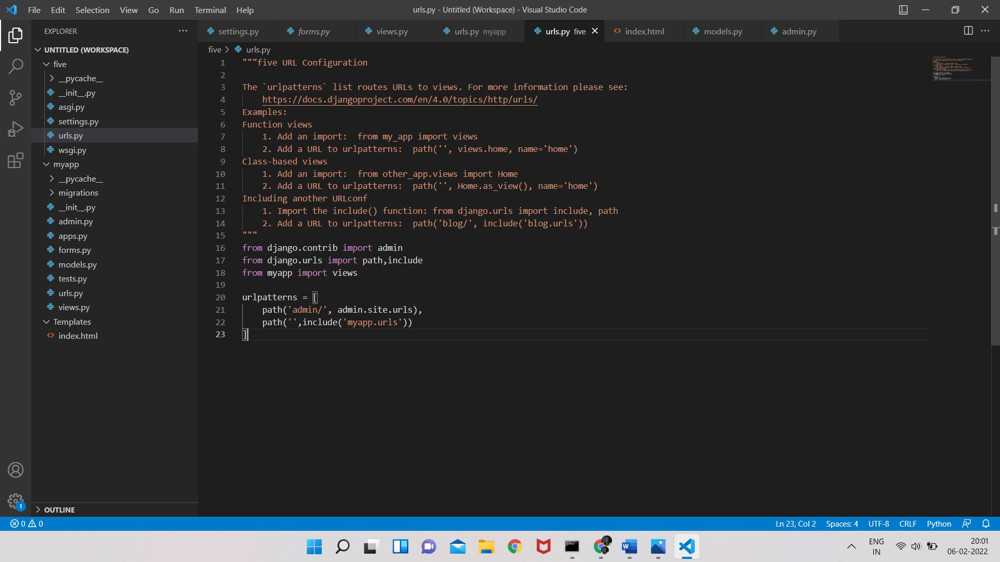 File Edit Selection View Go Run Terminal Help
urls.py - Untitled (Workspace) - Visual Studio Code
EXPLORER
settings.py
forms.py
views.py
urls.py myapp
urls.py five
index.html
models.py
admin.py
UNTITLED (WORKSPACE)
five
__pycache__
__init__.py
asgi.py
settings.py
urls.py
wsgi.py
myapp
__pycache__
migrations
__init__.py
admin.py
apps.py
forms.py
models.py
tests.py
urls.py
views.py
Templates
index.html
OUTLINE
five > urls.py
1 """five URL Configuration
2
3 The `urlpatterns` list routes URLs to views. For more information please see:
4 https://docs.djangoproject.com/en/4.0/topics/http/urls/
5 Examples:
6 Function views
7 1. Add an import:  from my_app import views
8 2. Add a URL to urlpatterns:  path('', views.home, name='home')
9 Class-based views
10 1. Add an import:  from other_app.views import Home
11 2. Add a URL to urlpatterns:  path('', Home.as_view(), name='home')
12 Including another URLconf
13 1. Import the include() function: from django.urls import include, path
14 2. Add a URL to urlpatterns:  path('blog/', include('blog.urls'))
15 """
16 from django.contrib import admin
17 from django.urls import path,include
18 from myapp import views
19
20 urlpatterns = [
21 path('admin/', admin.site.urls),
22 path('',include('myapp.urls'))
23 ]
1
0 0
Ln 23, Col 2 Spaces: 4 UTF-8 CRLF Python
W
ENG
IN
20:01
06-02-2022